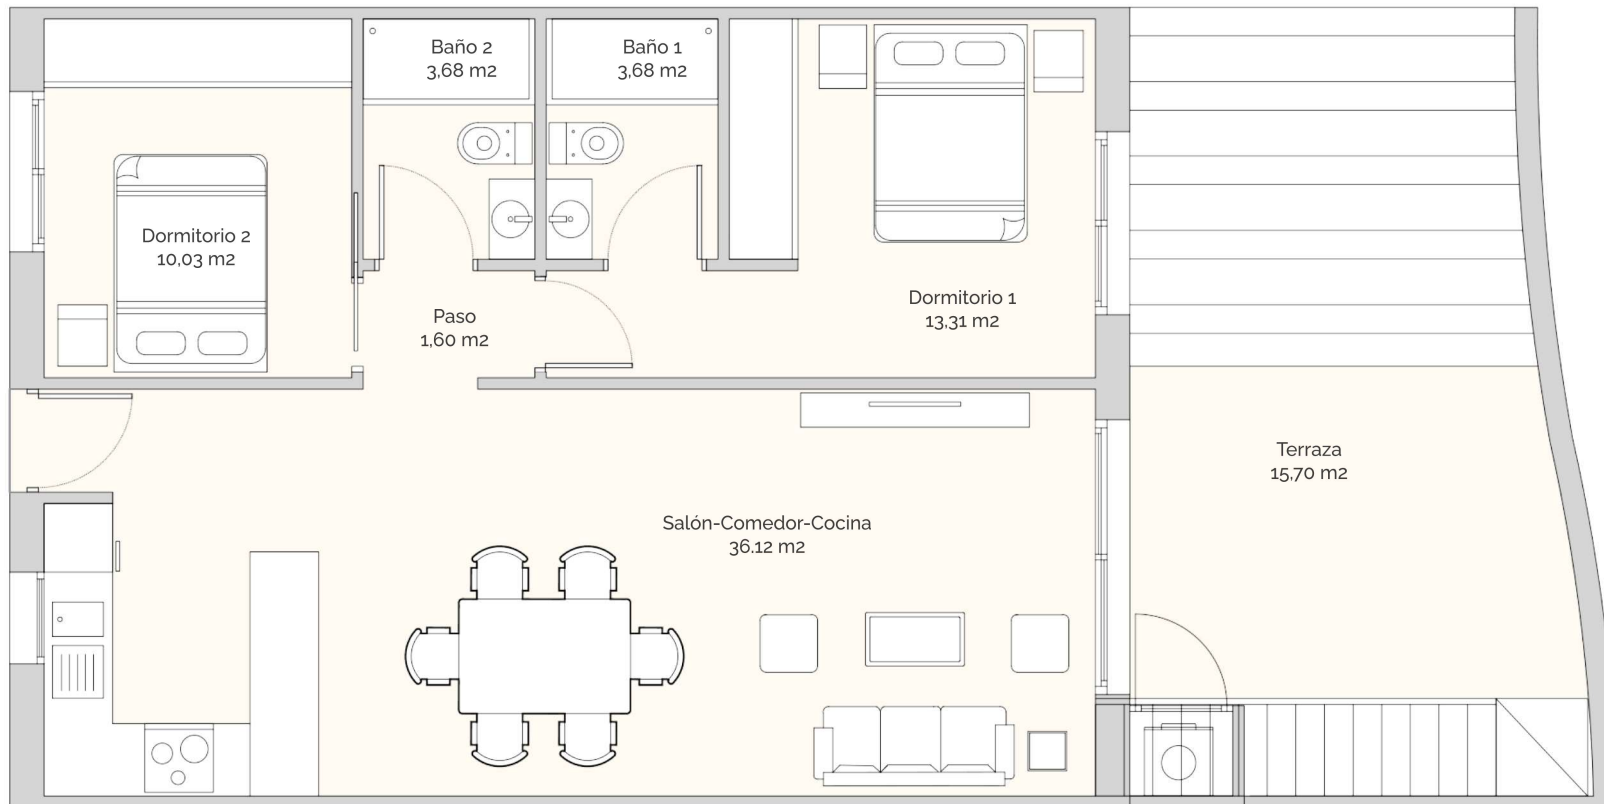 Baño 2
3,68 m2
Baño 1
3,68 m2
Dormitorio 2
10,03 m2
Paso
1,60 m2
Dormitorio 1
13,31 m2
Terraza
15,70 m2
Salón-Comedor-Cocina
36.12 m2